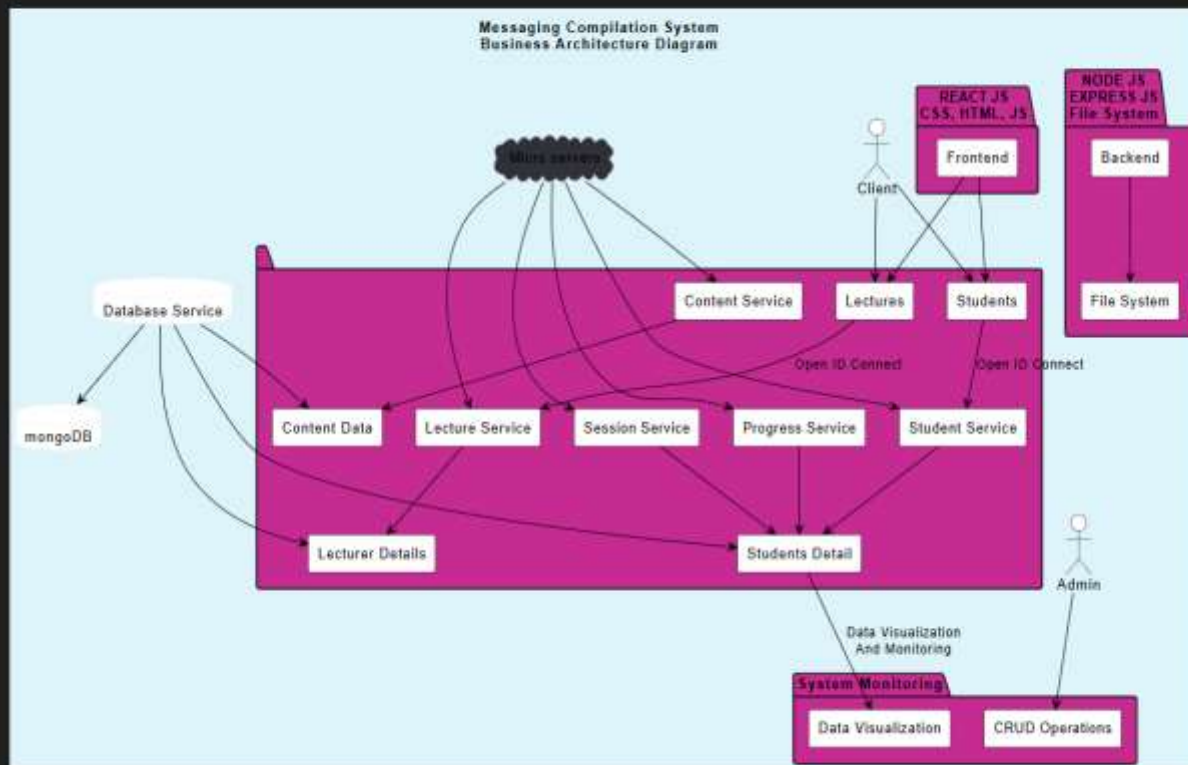 Messaging Compilation System
Business Architecture Diagram
NODE JS
EXPRESS JS
File System
REACT JS
CSS, HTML, JS
Frontend
Backend
Client
Content Service
Lectures
Students
File System
Database Service
Open ID Connect
Open ID Connect
mongoDB
Content Data
Lecture Service
Session Service
Progress Service
Student Service
Lecturer Details
Students Detail
Admin
Data Visualization
And Monitoring
System Monitoring
Data Visualization
CRUD Operations